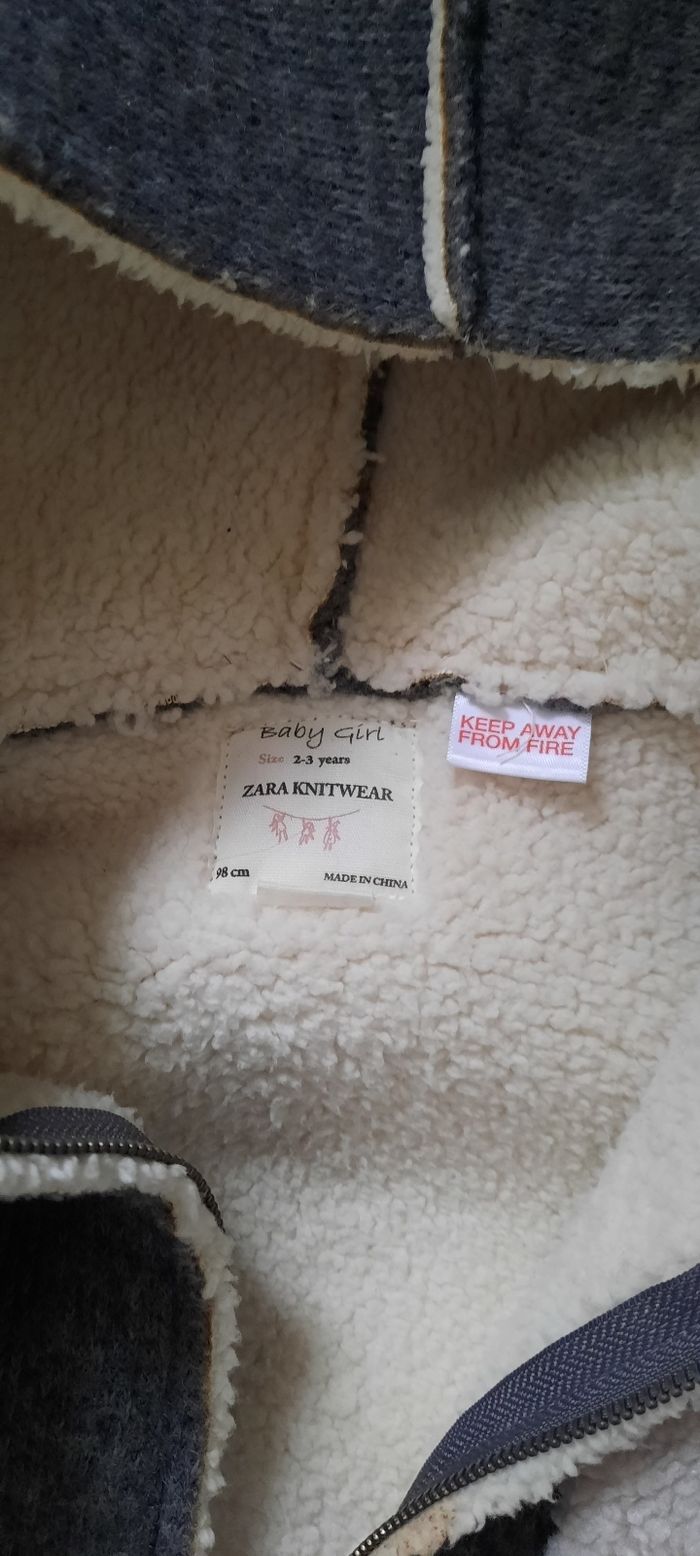 Baby Girl
Size 2-3 years
ZARA KNITWEAR
98 cm
MADE IN CHINA
KEEP AWAY
FROM FIRE